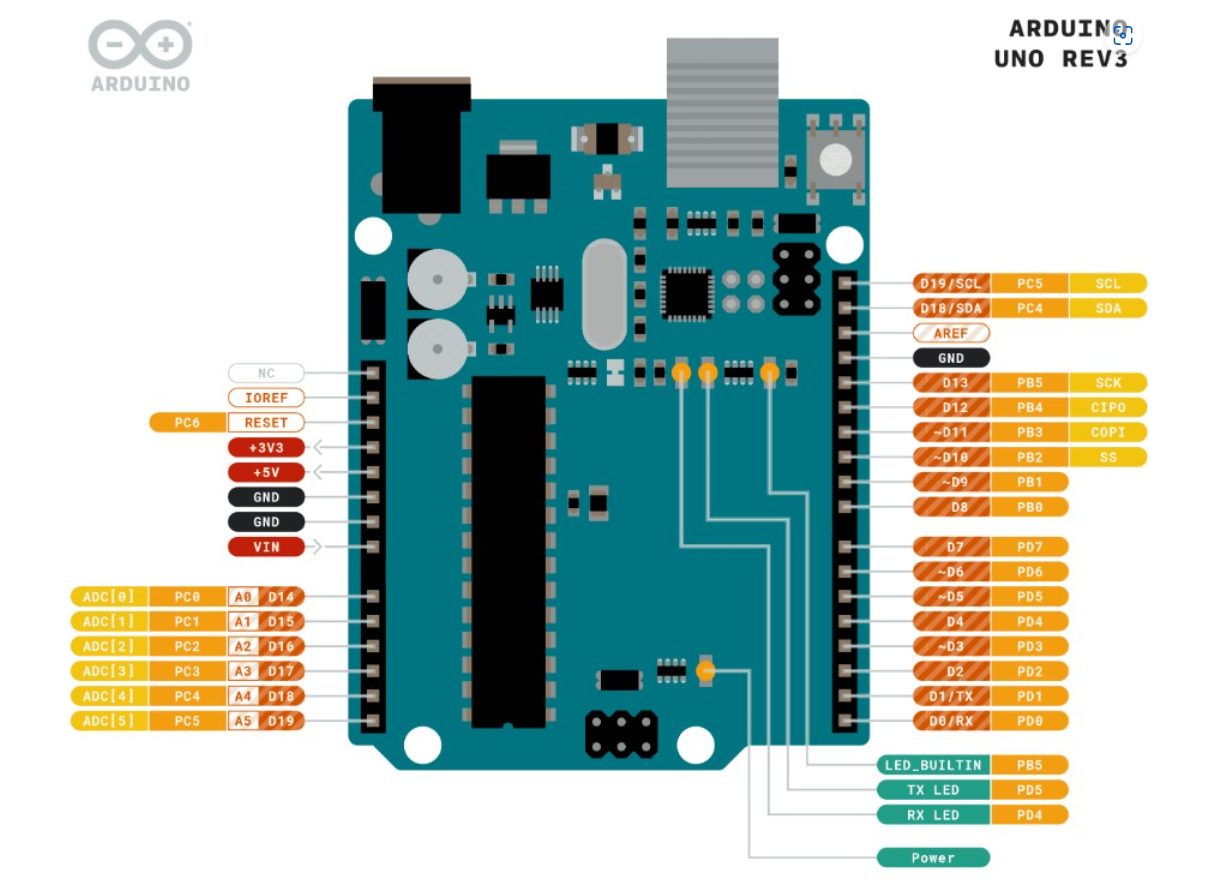 ARDUINO
ARDUINO
UNO REV3
D19/SCL PC5 SCL
D18/SDA PC4 SDA
AREF
GND
D13 PB5 SCK
D12 PB4 CIPO
~D11 PB3 COPI
~D10 PB2 SS
~D9 PB1
D8 PB0
D7 PD7
~D6 PD6
~D5 PD5
D4 PD4
~D3 PD3
D2 PD2
D1/TX PD1
D0/RX PD0
NC
IOREF
PC6 RESET
+3V3
+5V
GND
GND
VIN
ADC[0] PC0 A0 D14
ADC[1] PC1 A1 D15
ADC[2] PC2 A2 D16
ADC[3] PC3 A3 D17
ADC[4] PC4 A4 D18
ADC[5] PC5 A5 D19
LED_BUILTIN PB5
TX LED PD5
RX LED PD4
Power